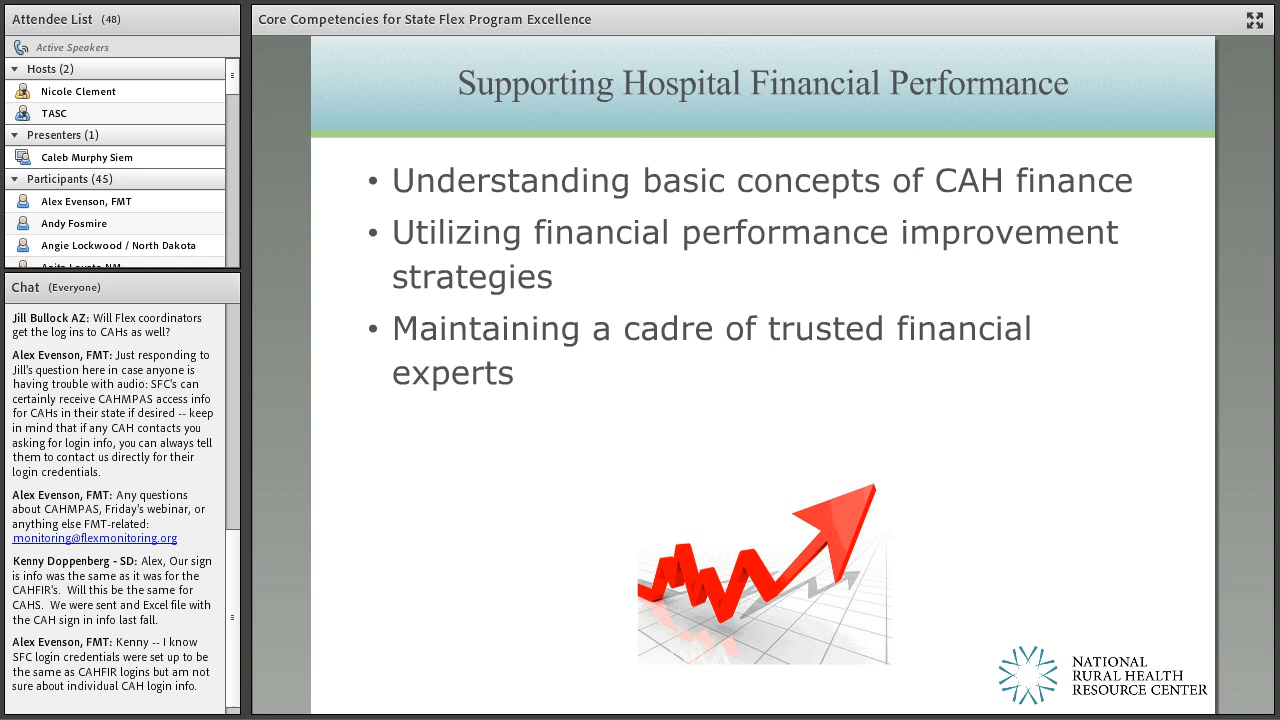 Attendee List (48)
Active Speakers
Hosts (2)
Nicole Clement
TASC
Presenters (1)
Caleb Murphy Siem
Participants (45)
Alex Evenson, FMT
Andy Fosmire
Angie Lockwood / North Dakota
Chat (Everyone)
Jill Bullock AZ: Will Flex coordinators
get the log ins to CAHs as well?
Alex Evenson, FMT: Just responding to
Jill's question here in case anyone is
having trouble with audio: SFC's can
certainly receive CAHMPAS access info
for CAHs in their state if desired -- keep
in mind that if any CAH contacts you
asking for login info, you can always tell
them to contact us directly for their
login credentials.
Alex Evenson, FMT: Any questions
about CAHMPAS, Friday's webinar, or
anything else FMT-related:
monitoring@flexmonitoring.org
Kenny Doppenberg - SD: Alex, Our sign
is info was the same as it was for the
CAHFIR's. Will this be the same for
CAHS. We were sent and Excel file with
the CAH sign in info last fall.
Alex Evenson, FMT: Kenny -- I know
SFC login credentials were set up to be
the same as CAHFIR logins but am not
sure about individual CAH login info.
Core Competencies for State Flex Program Excellence
Supporting Hospital Financial Performance
• Understanding basic concepts of CAH finance
• Utilizing financial performance improvement
strategies
• Maintaining a cadre of trusted financial
experts
NATIONAL
RURAL HEALTH
RESOURCE CENTER